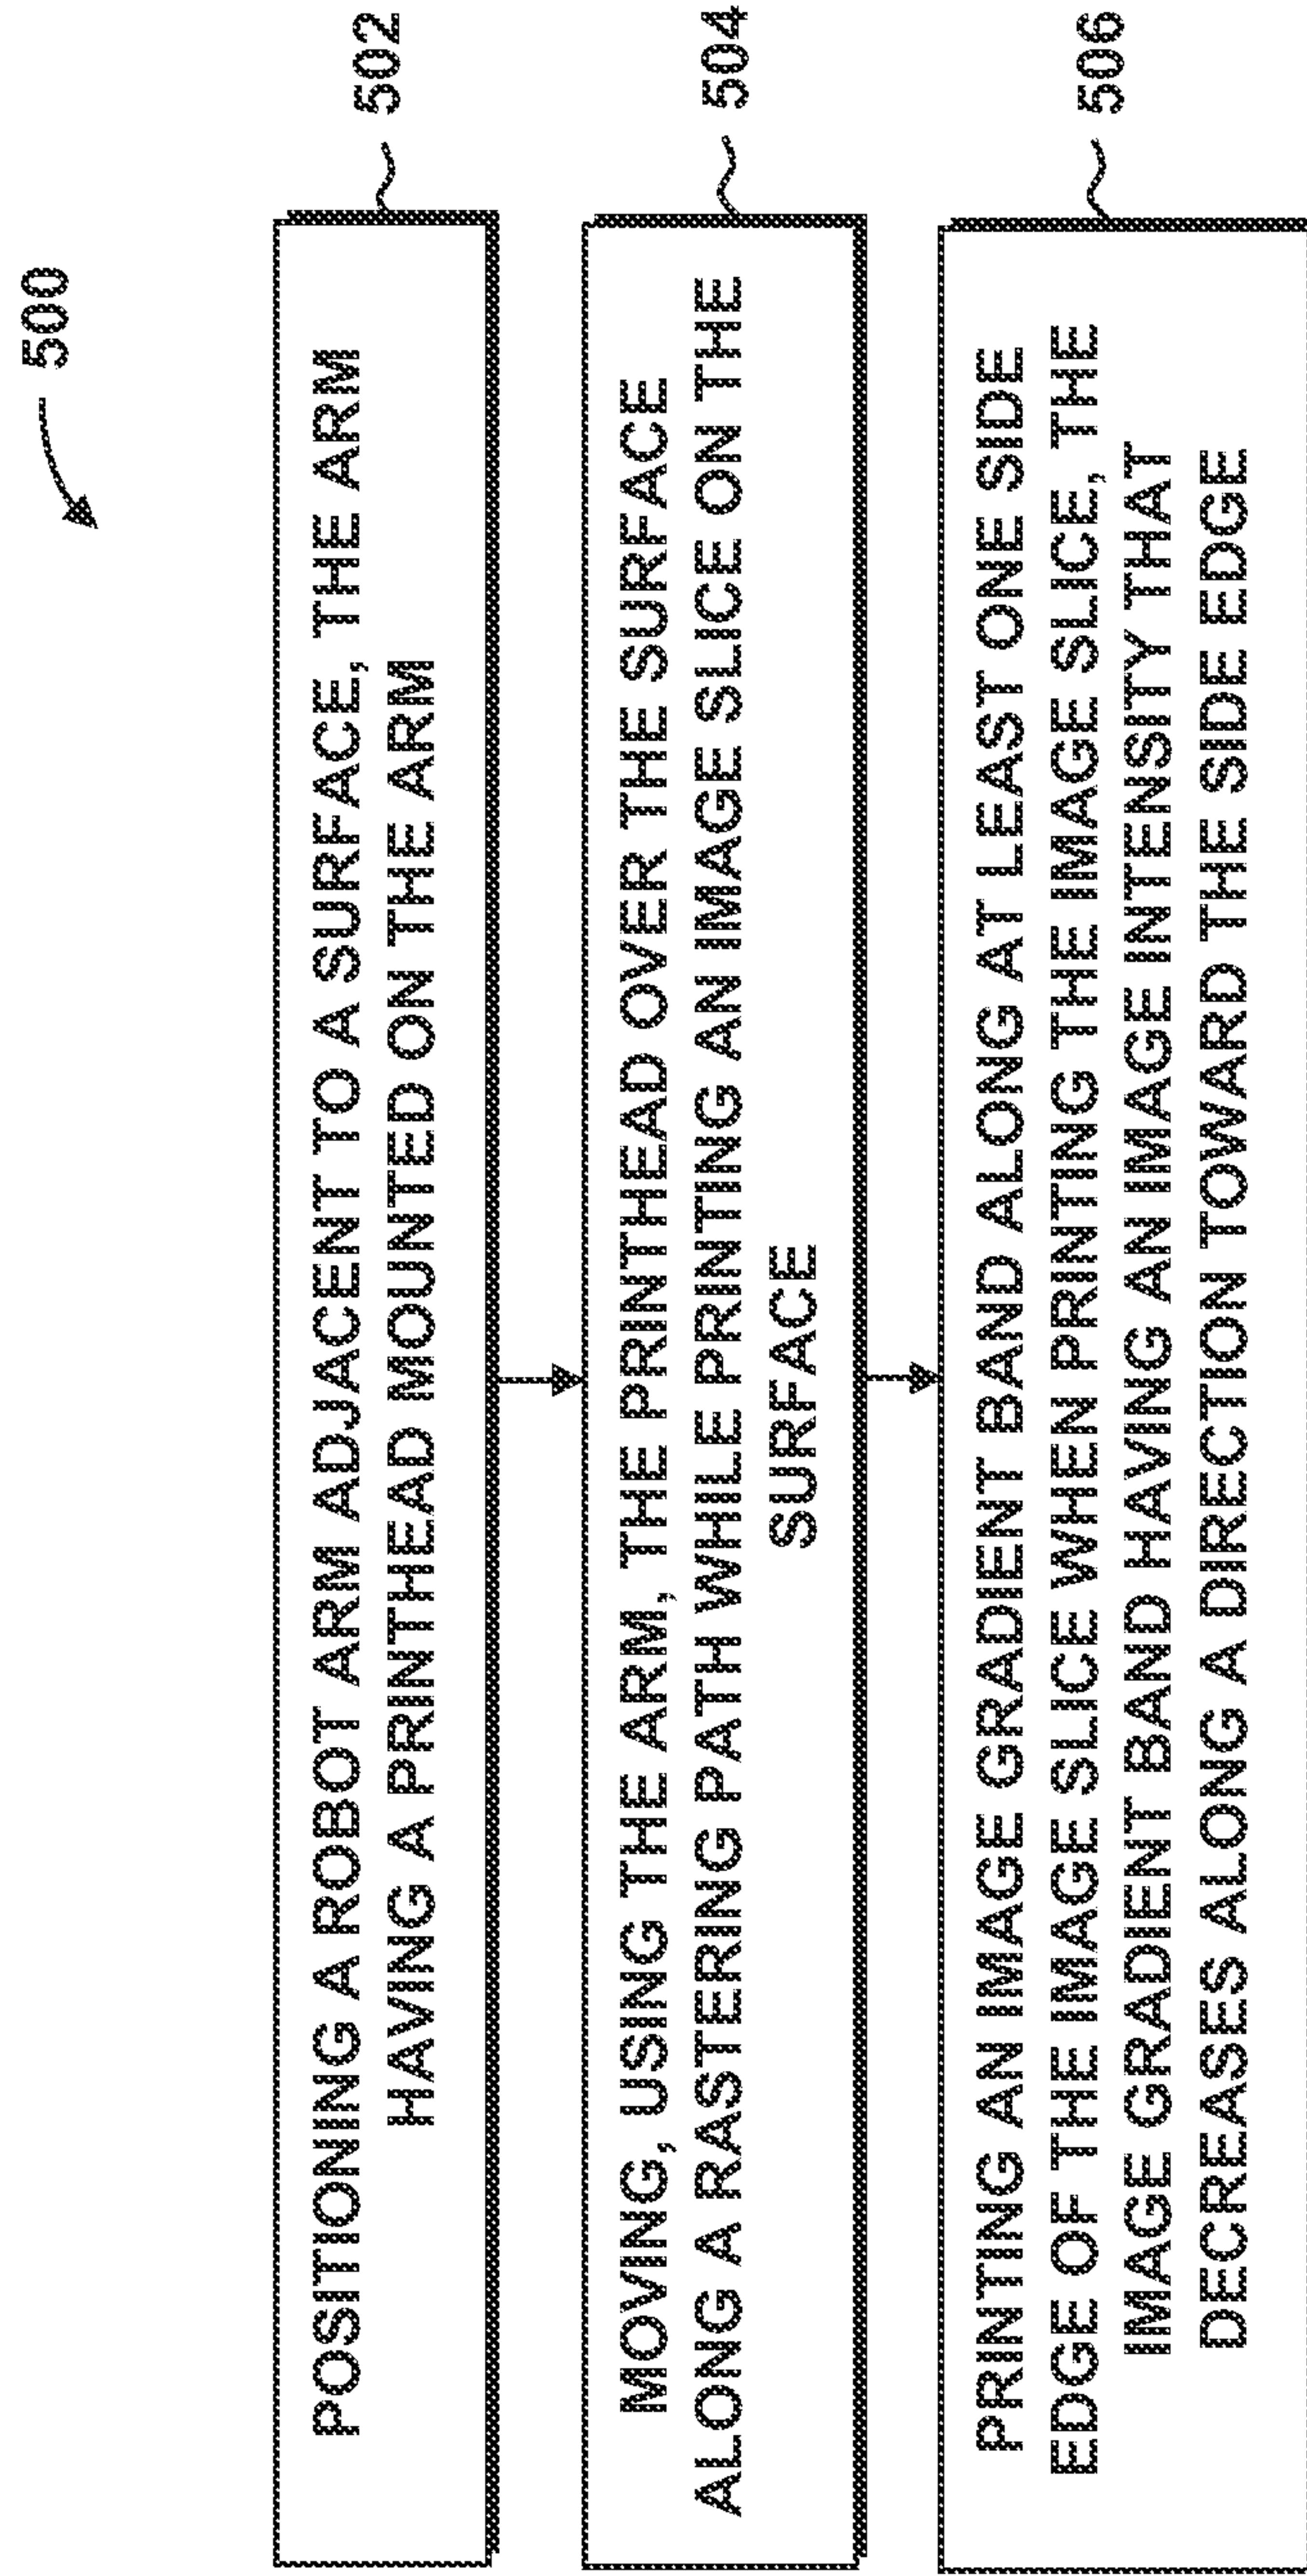 500
POSITIONING A ROBOT ARM ADJACENT TO A SURFACE, THE ARM
HAVING A PRINTHEAD MOUNTED ON THE ARM
502
MOVING, USING THE ARM, THE PRINTHEAD OVER THE SURFACE
ALONG A RASTERING PATH WHILE PRINTING AN IMAGE SLICE ON THE
SURFACE
504
PRINTING AN IMAGE GRADIENT BAND ALONG AT LEAST ONE SIDE
EDGE OF THE IMAGE SLICE WHEN PRINTING THE IMAGE SLICE, THE
IMAGE GRADIENT BAND HAVING AN IMAGE INTENSITY THAT
DECREASES ALONG A DIRECTION TOWARD THE SIDE EDGE
506